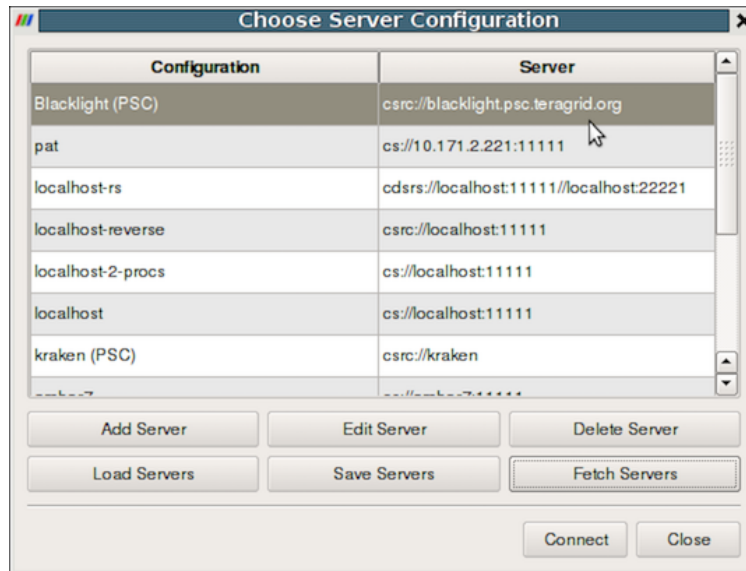 Choose Server Configuration
Configuration Server
Blacklight (PSC) csrc://blacklight.psc.teragrid.org
pat cs://10.171.2.221:11111
localhost-rs cdsrs://localhost:11111//localhost:22221
localhost-reverse csrc://localhost:11111
localhost-2-procs cs://localhost:11111
localhost cs://localhost:11111
kraken (PSC) csrc://kraken
Add Server Edit Server Delete Server
Load Servers Save Servers Fetch Servers
Connect Close